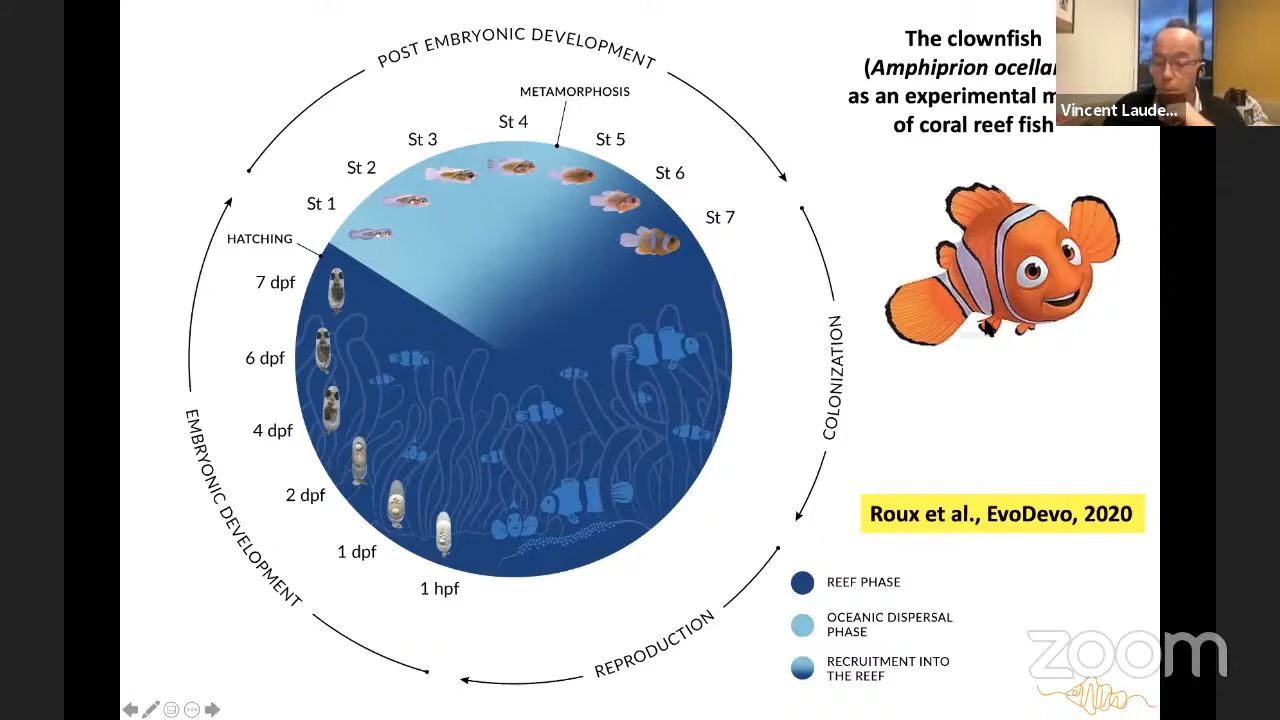 The clownfish
(Amphiprion
as an experimental
of coral reef fish
Vincent Laude...
POST EMBRYONIC DEVELOPMENT
METAMORPHOSIS
St 4
St 3
St 5
St 2
St 6
St 1
St 7
HATCHING
7 dpf
6 dpf
4 dpf
2 dpf
1 dpf
1 hpf
COLONIZATION
EMBRYONIC DEVELOPMENT
REPRODUCTION
Roux et al., EvoDevo, 2020
REEF PHASE
OCEANIC DISPERSAL
PHASE
RECRUITMENT INTO
THE REEF
zoom